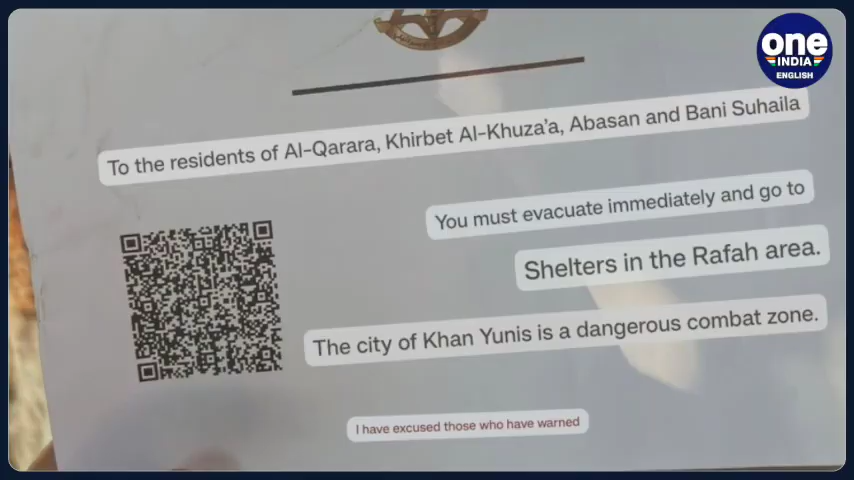 one
INDIA
ENGLISH
To the residents of Al-Qarara, Khirbet Al-Khuza'a, Abasan and Bani Suhaila
You must evacuate immediately and go to
Shelters in the Rafah area.
The city of Khan Yunis is a dangerous combat zone.
I have excused those who have warned